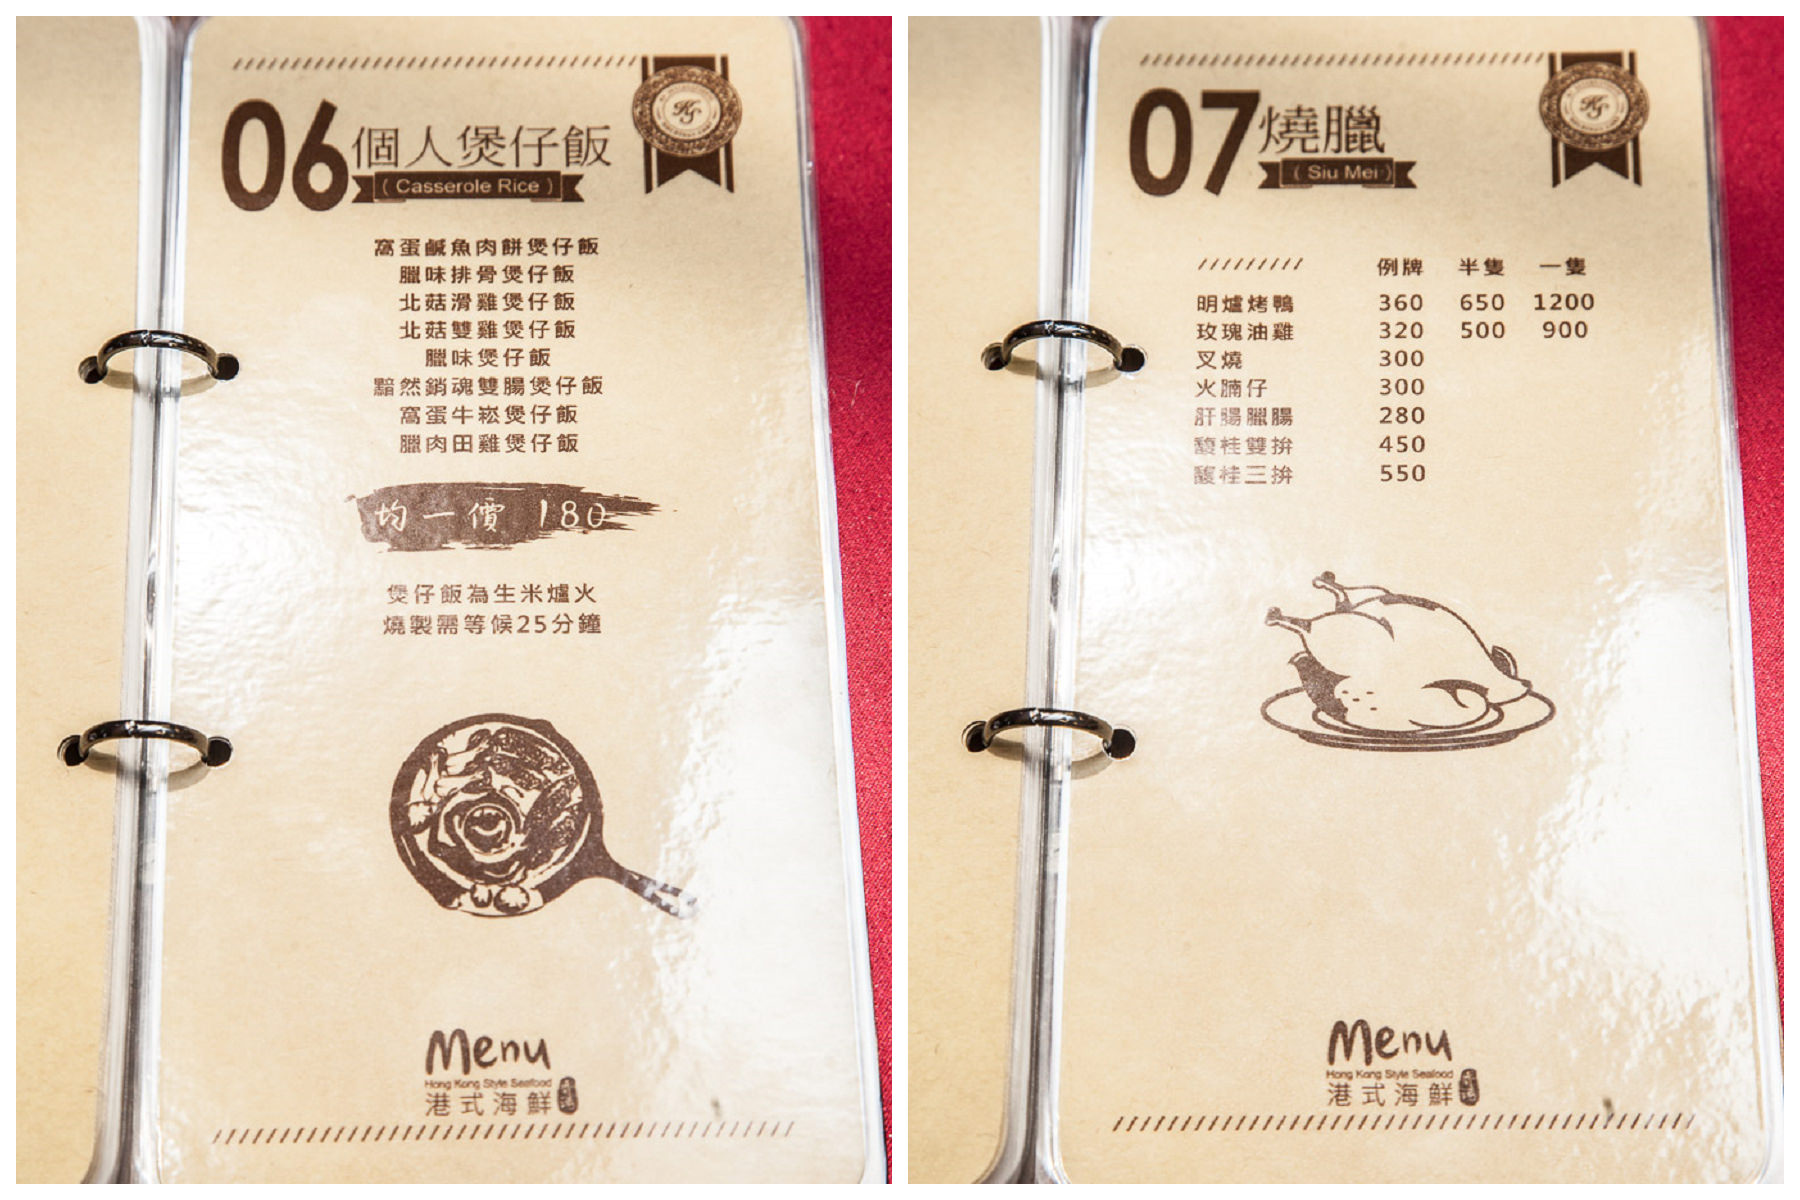 06 個人煲仔飯
( Casserole Rice )
窩蛋鹹魚肉餅煲仔飯
臘味排骨煲仔飯
北菇滑雞煲仔飯
北菇雙雞煲仔飯
臘味煲仔飯
黯然銷魂雙腸煲仔飯
窩蛋牛崧煲仔飯
臘肉田雞煲仔飯
均一價 180
煲仔飯為生米爐火
燒製需等候25分鐘
Menu
Hong Kong Style Seafood
港式海鮮
07 燒臘
( Siu Mei )
例牌 半隻 一隻
明爐烤鴨 360 650 1200
玫瑰油雞 320 500 900
叉燒 300
火腩仔 300
肝腸臘腸 280
馥桂雙拚 450
馥桂三拚 550
Menu
Hong Kong Style Seafood
港式海鮮